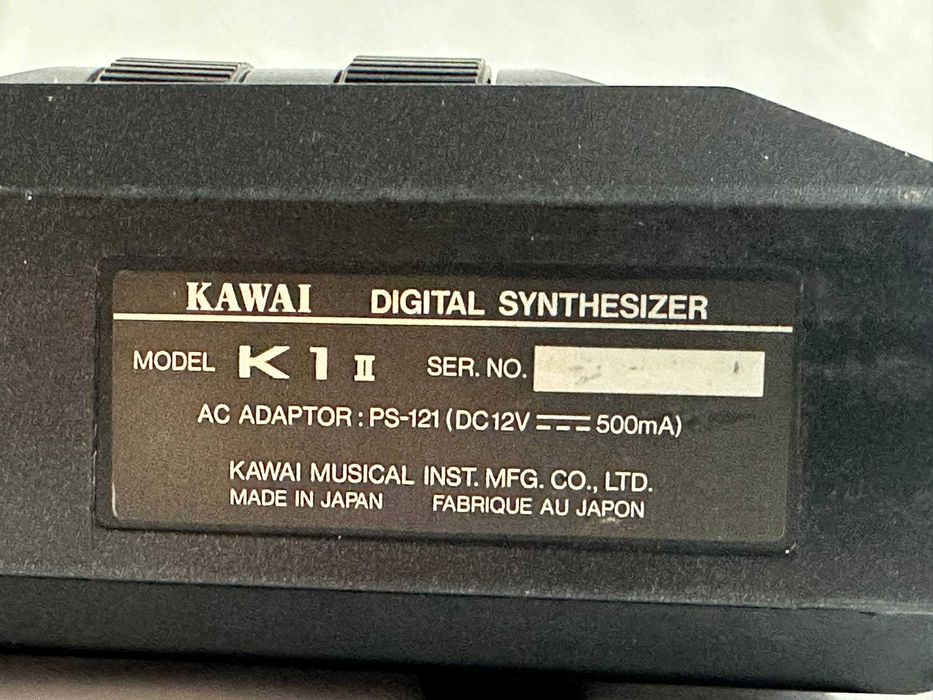 KAWAI DIGITAL SYNTHESIZER
MODEL K1 II SER. NO.
AC ADAPTOR : PS-121 (DC12V ⎓ 500mA)
KAWAI MUSICAL INST. MFG. CO., LTD.
MADE IN JAPAN FABRIQUE AU JAPON